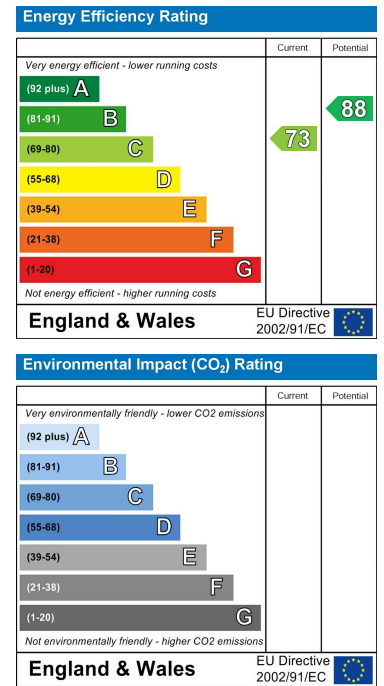 Energy Efficiency Rating
Current Potential
Very energy efficient - lower running costs
(92 plus) A
(81-91) B
(69-80) C
(55-68) D
(39-54) E
(21-38) F
(1-20) G
88
73
Not energy efficient - higher running costs
England & Wales
EU Directive
2002/91/EC
Environmental Impact (CO₂) Rating
Current Potential
Very environmentally friendly - lower CO2 emissions
(92 plus) A
(81-91) B
(69-80) C
(55-68) D
(39-54) E
(21-38) F
(1-20) G
Not environmentally friendly - higher CO2 emissions
England & Wales
EU Directive
2002/91/EC